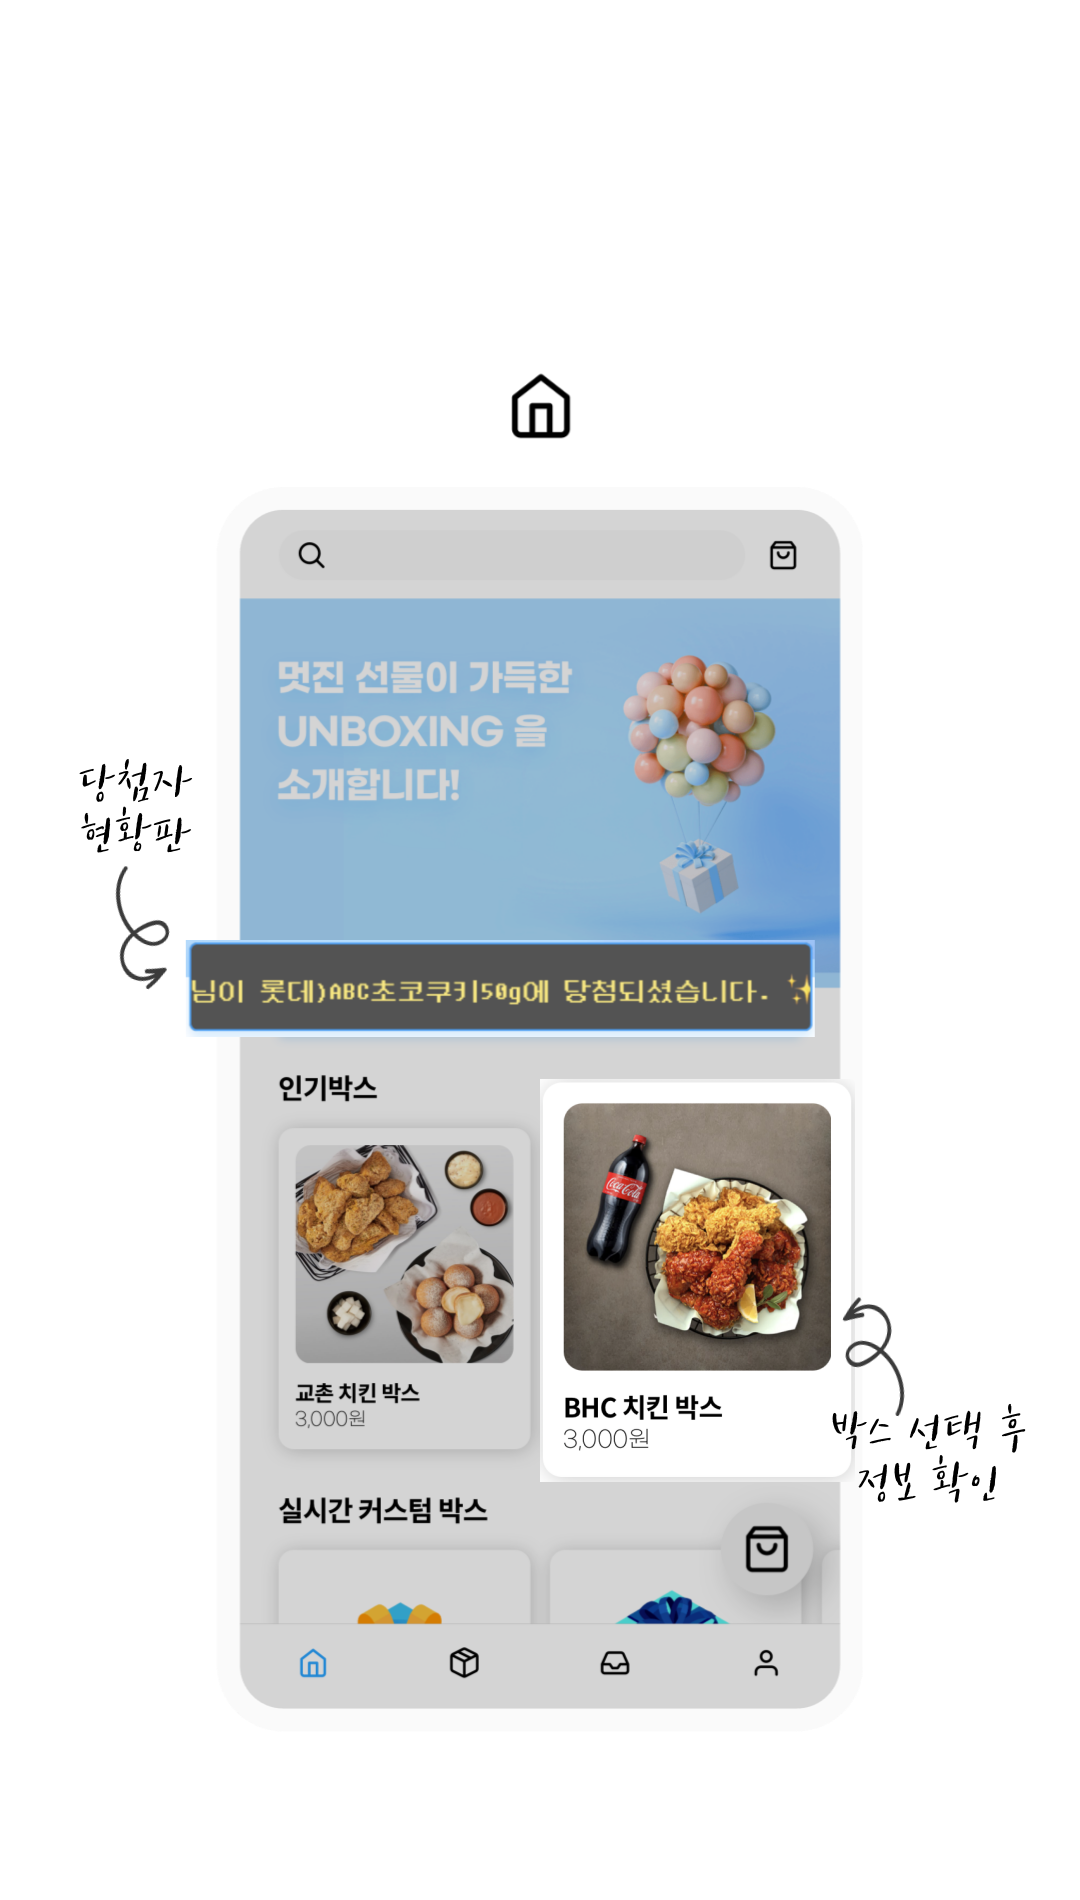 멋진 선물이 가득한
UNBOXING 을
소개합니다!
당첨자
현황판
님이 롯데)ABC초코쿠키50g에 당첨되셨습니다.
인기박스
Coca-Cola
교촌 치킨 박스
3,000원
BHC 치킨 박스
3,000원
박스 선택 후
정보 확인
실시간 커스텀 박스